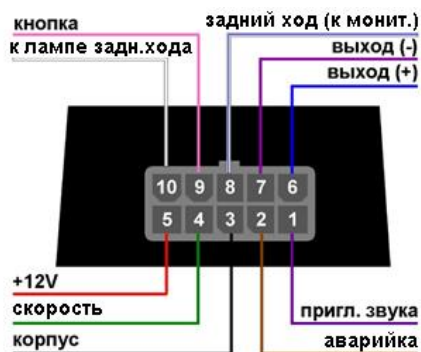 кнопка
задний ход (к монит.)
к лампе задн.хода
выход (-)
выход (+)
10 9 8 7 6
5 4 3 2 1
+12V
скорость
пригл. звука
корпус
аварийка